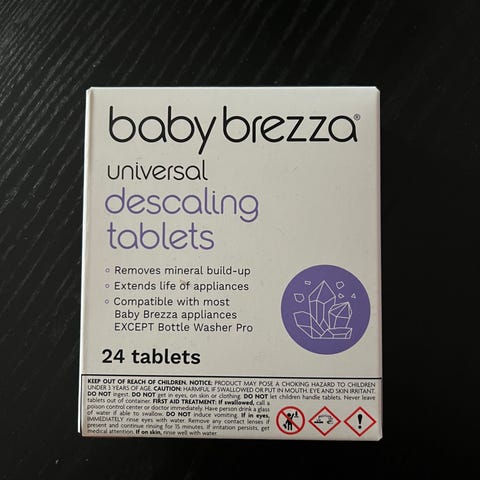 baby brezza®
universal
descaling
tablets
Removes mineral build-up
Extends life of appliances
Compatible with most
Baby Brezza appliances
EXCEPT Bottle Washer Pro
24 tablets
KEEP OUT OF REACH OF CHILDREN. NOTICE: PRODUCT MAY POSE A CHOKING HAZARD TO CHILDREN
UNDER 3 YEARS OF AGE. CAUTION: HARMFUL IF SWALLOWED OR PUT IN MOUTH. EYE AND SKIN IRRITANT.
DO NOT ingest. DO NOT get in eyes, on skin or clothing. DO NOT let children handle tablets. Never leave
tablets out of container. FIRST AID TREATMENT: If swallowed, call a
poison control center or doctor immediately. Have person drink a glass
of water if able to swallow. DO NOT induce vomiting. If in eyes,
IMMEDIATELY rinse eyes with water. Remove any contact lenses if
present and continue rinsing for 15 minutes. If irritation persists, get
medical attention. If on skin, rinse well with water.